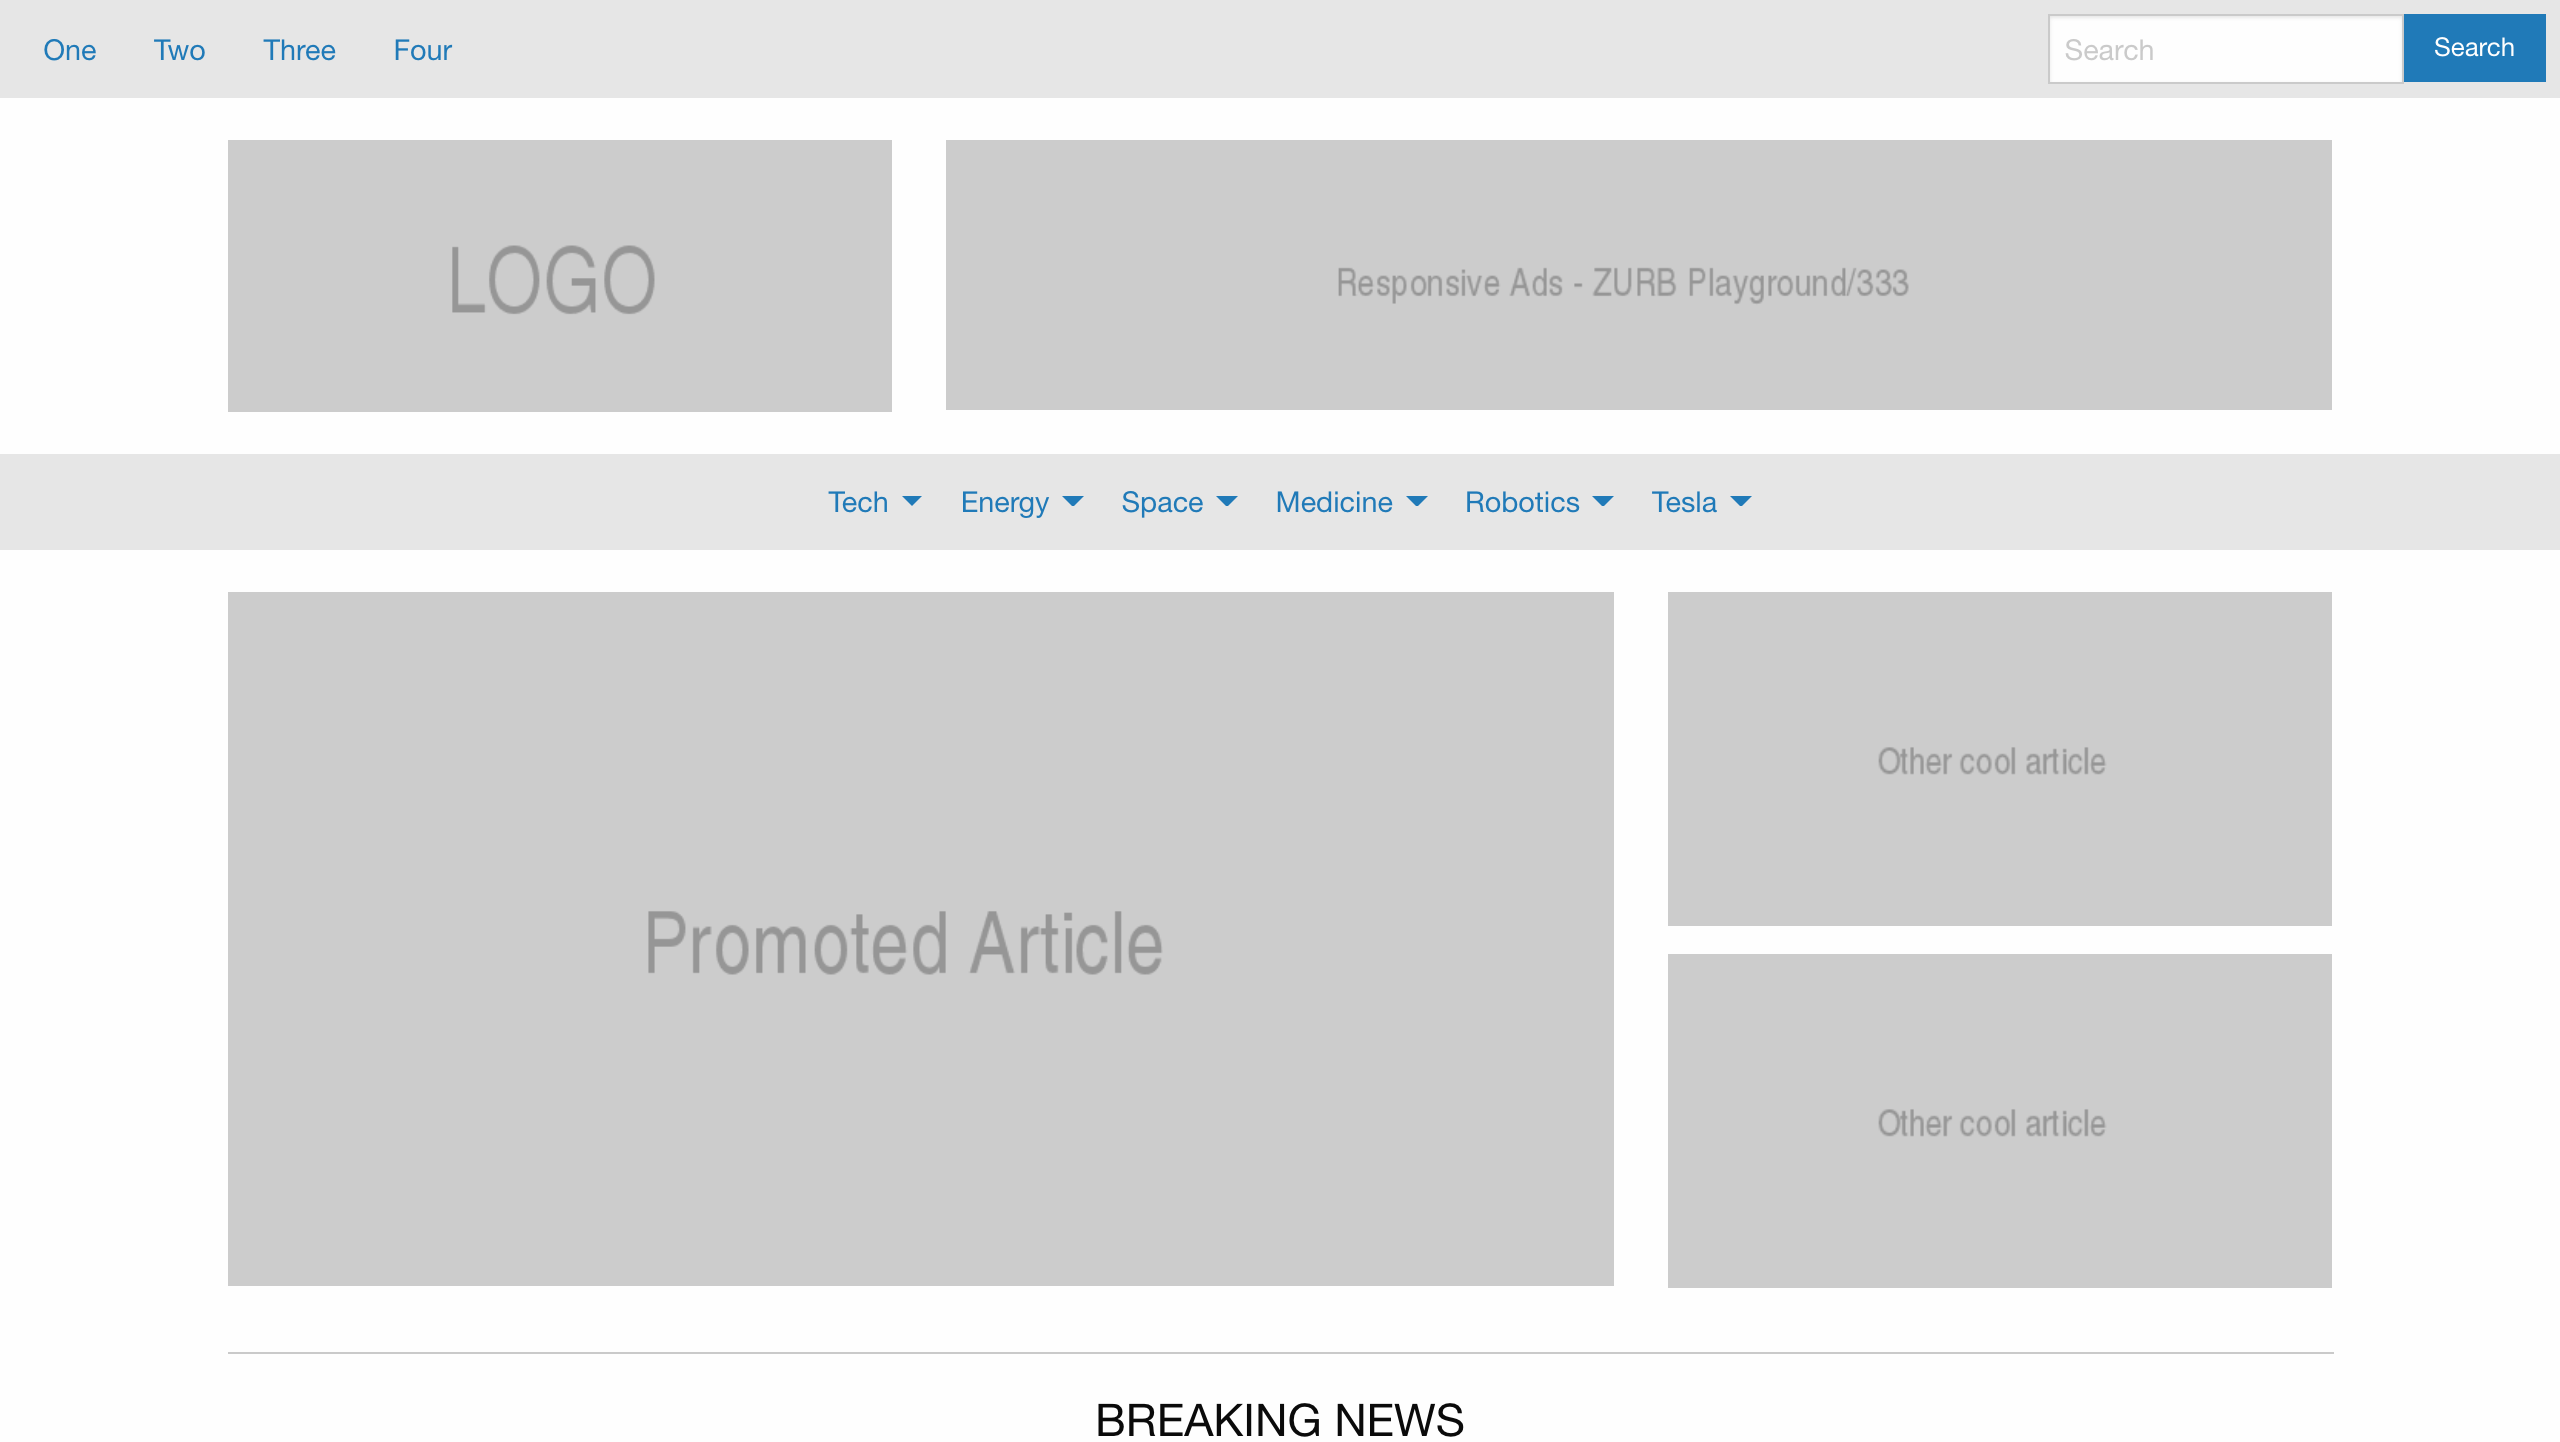 One Two Three Four Search Search
LOGO
Responsive Ads - ZURB Playground/333
Tech Energy Space Medicine Robotics Tesla
Promoted Article
Other cool article
Other cool article
BREAKING NEWS